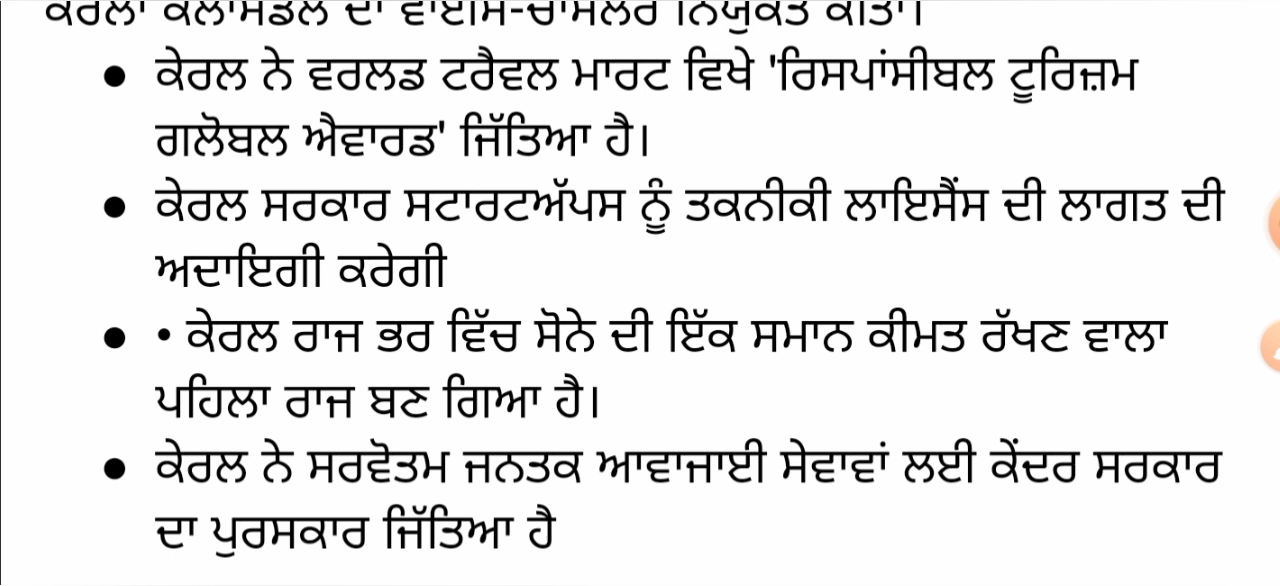 ਕੇਰਲ ਨੇ ਵਰਲਡ ਟਰੈਵਲ ਮਾਰਟ ਵਿਖੇ 'ਰਿਸਪਾਂਸੀਬਲ ਟੂਰਿਜ਼ਮ
ਗਲੋਬਲ ਐਵਾਰਡ' ਜਿੱਤਿਆ ਹੈ।
ਕੇਰਲ ਸਰਕਾਰ ਸਟਾਰਟਅੱਪਸ ਨੂੰ ਤਕਨੀਕੀ ਲਾਇਸੈਂਸ ਦੀ ਲਾਗਤ ਦੀ
ਅਦਾਇਗੀ ਕਰੇਗੀ
• ਕੇਰਲ ਰਾਜ ਭਰ ਵਿੱਚ ਸੋਨੇ ਦੀ ਇੱਕ ਸਮਾਨ ਕੀਮਤ ਰੱਖਣ ਵਾਲਾ
ਪਹਿਲਾ ਰਾਜ ਬਣ ਗਿਆ ਹੈ।
ਕੇਰਲ ਨੇ ਸਰਵੋਤਮ ਜਨਤਕ ਆਵਾਜਾਈ ਸੇਵਾਵਾਂ ਲਈ ਕੇਂਦਰ ਸਰਕਾਰ
ਦਾ ਪੁਰਸਕਾਰ ਜਿੱਤਿਆ ਹੈ